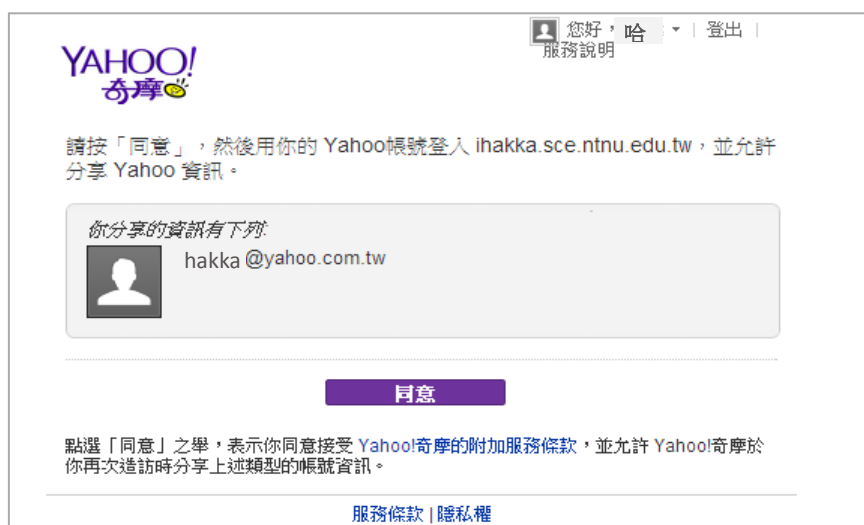 您好，哈 | 登出 |
服務說明
YAHOO!
奇摩
請按「同意」，然後用你的 Yahoo帳號登入 ihakka.sce.ntnu.edu.tw，並允許
分享 Yahoo 資訊。
你分享的資訊有下列:
hakka@yahoo.com.tw
同意
點選「同意」之舉，表示你同意接受 Yahoo!奇摩的附加服務條款，並允許 Yahoo!奇摩於
你再次造訪時分享上述類型的帳號資訊。
服務條款 | 隱私權